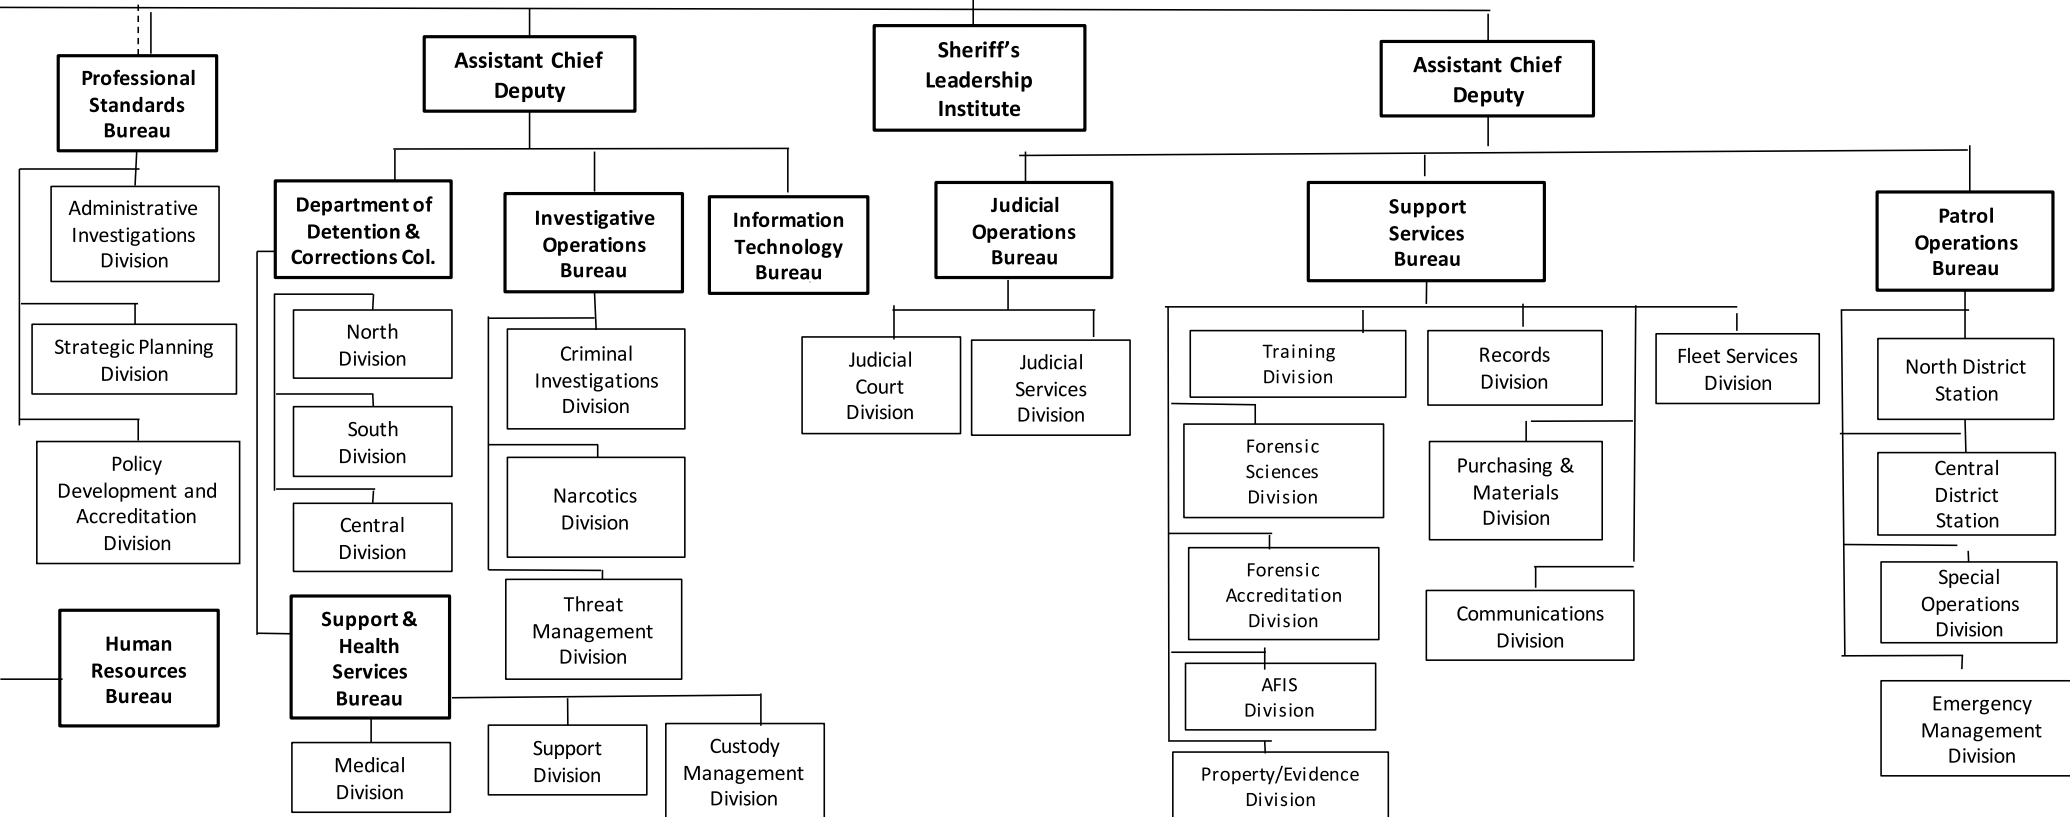 Professional
Standards
Bureau
Administrative
Investigations
Division
Strategic Planning
Division
Policy
Development and
Accreditation
Division
Human
Resources
Bureau
Assistant Chief
Deputy
Department of
Detention &
Corrections Col.
North
Division
South
Division
Central
Division
Support &
Health
Services
Bureau
Medical
Division
Support
Division
Custody
Management
Division
Investigative
Operations
Bureau
Criminal
Investigations
Division
Narcotics
Division
Threat
Management
Division
Information
Technology
Bureau
Sheriff’s
Leadership
Institute
Assistant Chief
Deputy
Judicial
Operations
Bureau
Judicial
Court
Division
Judicial
Services
Division
Support
Services
Bureau
Training
Division
Forensic
Sciences
Division
Forensic
Accreditation
Division
AFIS
Division
Property/Evidence
Division
Records
Division
Purchasing &
Materials
Division
Communications
Division
Fleet Services
Division
Patrol
Operations
Bureau
North District
Station
Central
District
Station
Special
Operations
Division
Emergency
Management
Division